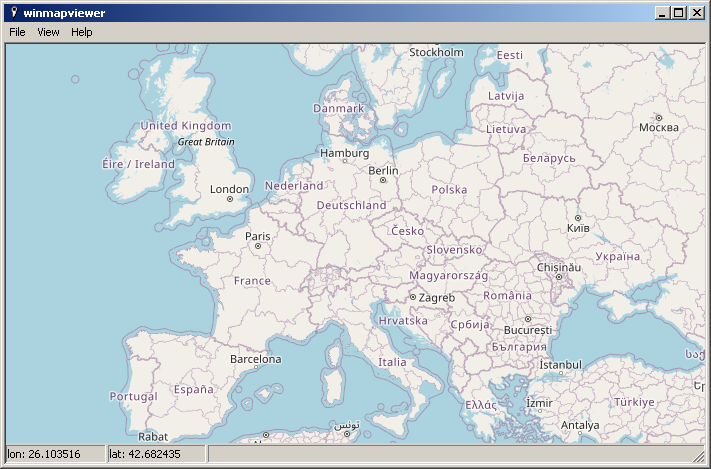 winmapviewer
File View Help
Stockholm
Eesti
Latvija
Danmark
Москва
United Kingdom
Lietuva
Great Britain
Hamburg
Беларусь
Éire / Ireland
Berlin
London
Nederland
Polska
Deutschland
Київ
Paris
Česko
Slovensko
Україна
Chișinău
France
Magyarország
Zagreb
România
Hrvatska
Србија
București
България
Barcelona
Italia
İstanbul
Portugal
España
Ελλάς
İzmir
Türkiye
تونس
Antalya
Rabat
lon: 26.103516
lat: 42.682435